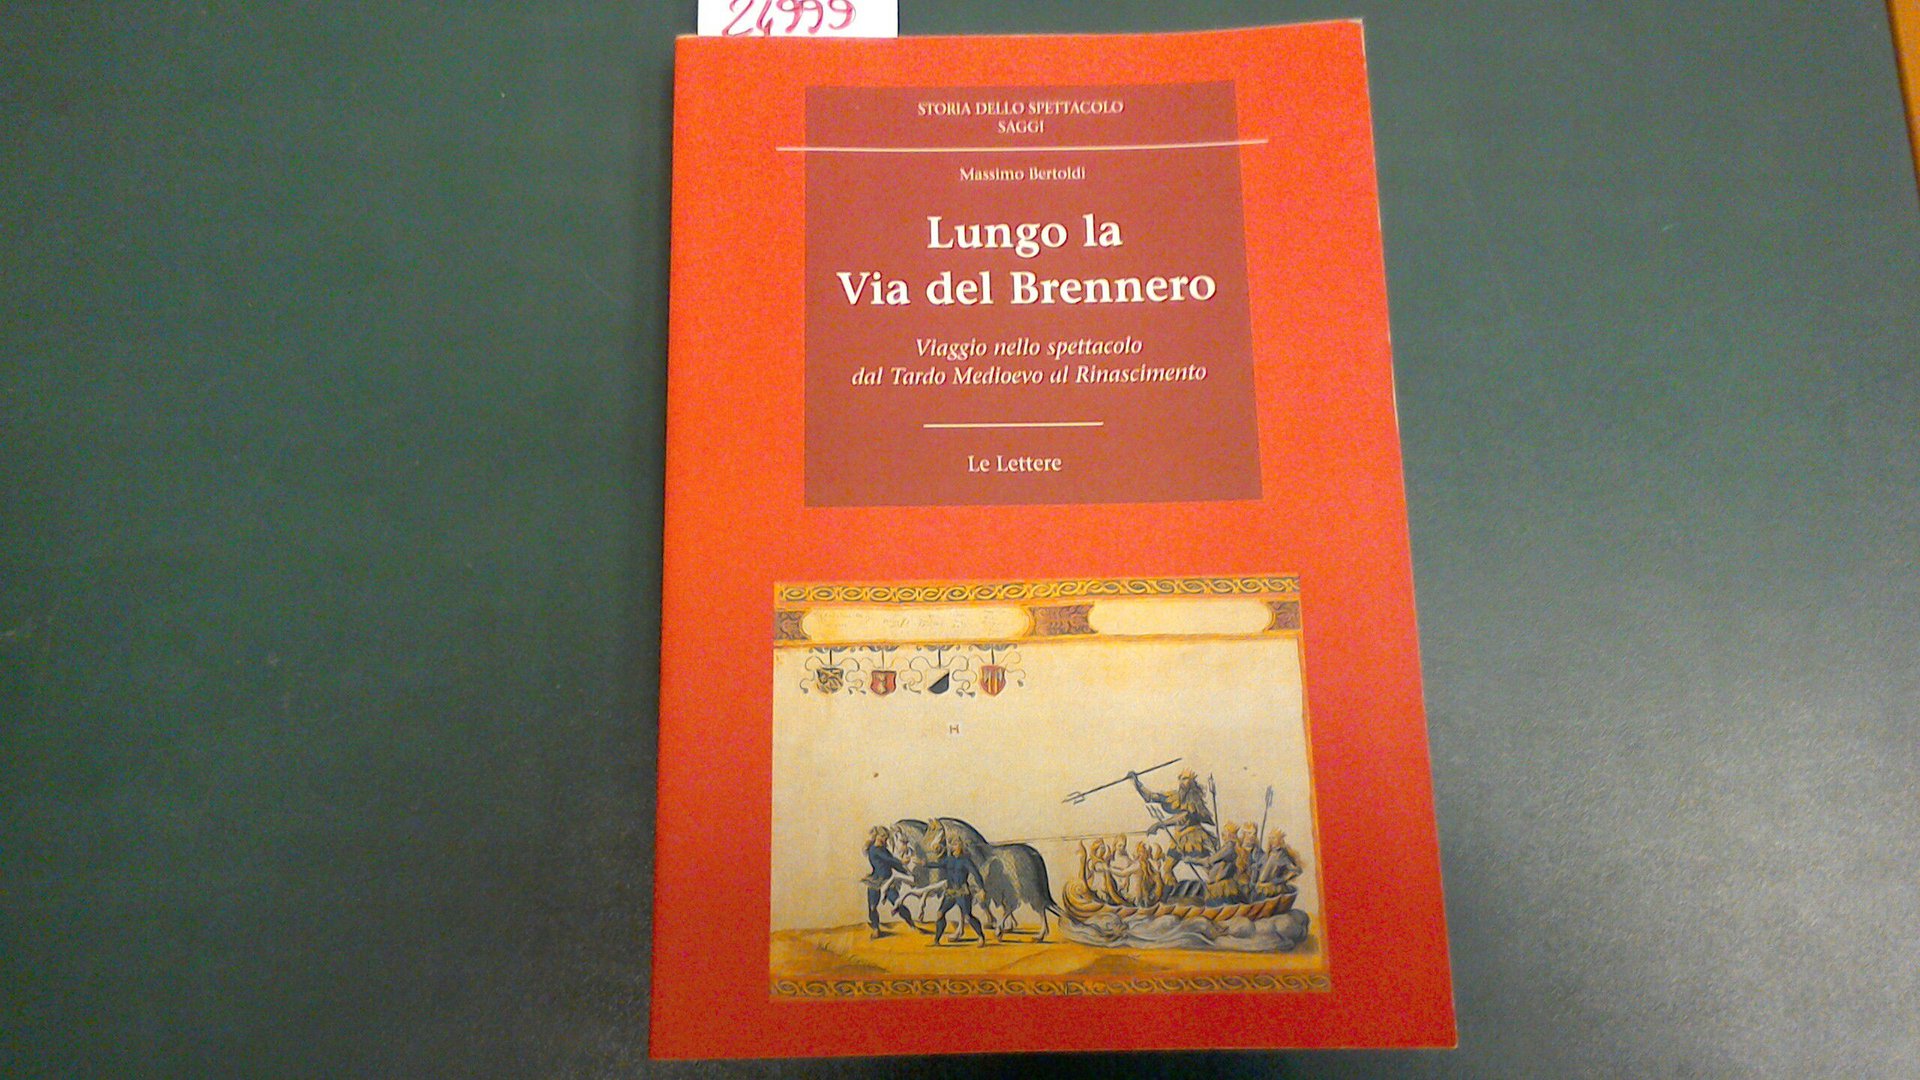 24999
STORIA DELLO SPETTACOLO
SAGGI
Massimo Bertoldi
Lungo la
Via del Brennero
Viaggio nello spettacolo
dal Tardo Medioevo al Rinascimento
Le Lettere
H